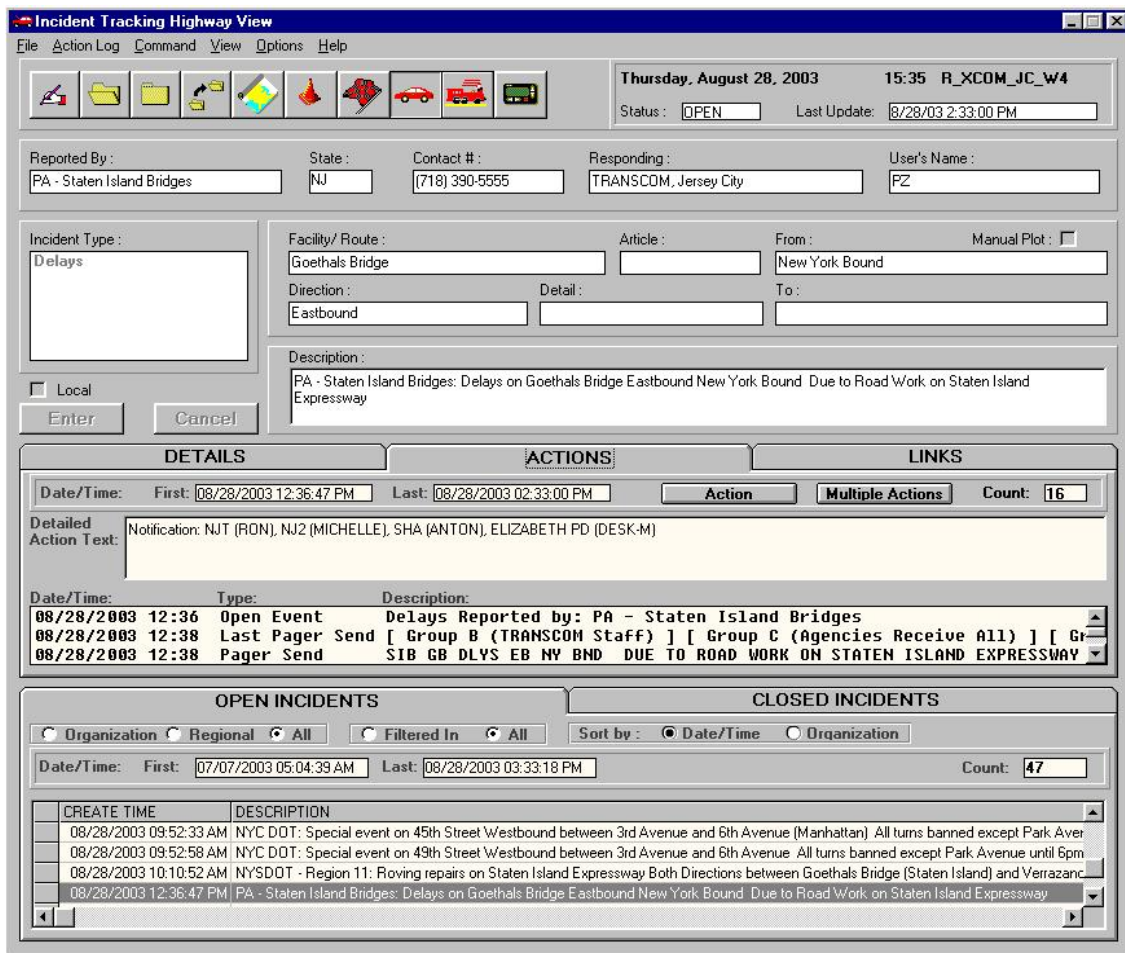 Incident Tracking Highway View
File Action Log Command View Options Help
Thursday, August 28, 2003 15:35 R_XCOM_JC_W4
Status : OPEN Last Update: 8/28/03 2:33:00 PM
Reported By : State : Contact # : Responding : User's Name :
PA - Staten Island Bridges NJ (718) 390-5555 TRANSCOM, Jersey City PZ
Incident Type : Facility/ Route : Article : From : Manual Plot :
Delays Goethals Bridge New York Bound
Direction : Detail : To :
Eastbound
Description :
PA - Staten Island Bridges: Delays on Goethals Bridge Eastbound New York Bound Due to Road Work on Staten Island
Expressway
Local
Enter Cancel
DETAILS ACTIONS LINKS
Date/Time: First: 08/28/2003 12:36:47 PM Last: 08/28/2003 02:33:00 PM Action Multiple Actions Count: 16
Detailed
Action Text: Notification: NJT (RON), NJ2 (MICHELLE), SHA (ANTON), ELIZABETH PD (DESK-M)
Date/Time: Type: Description:
08/28/2003 12:36 Open Event Delays Reported by: PA - Staten Island Bridges
08/28/2003 12:38 Last Pager Send [ Group B (TRANSCOM Staff) ] [ Group C (Agencies Receive All) ] [ Gr
08/28/2003 12:38 Pager Send SIB GB DLYS EB NY BND DUE TO ROAD WORK ON STATEN ISLAND EXPRESSWAY
OPEN INCIDENTS CLOSED INCIDENTS
Organization Regional All Filtered In All Sort by : Date/Time Organization
Date/Time: First: 07/07/2003 05:04:39 AM Last: 08/28/2003 03:33:18 PM Count: 47
CREATE TIME DESCRIPTION
08/28/2003 09:52:33 AM NYC DOT: Special event on 45th Street Westbound between 3rd Avenue and 6th Avenue (Manhattan) All turns banned except Park Aver
08/28/2003 09:52:58 AM NYC DOT: Special event on 49th Street Westbound between 3rd Avenue and 6th Avenue All turns banned except Park Avenue until 6pm
08/28/2003 10:10:52 AM NYSDOT - Region 11: Roving repairs on Staten Island Expressway Both Directions between Goethals Bridge (Staten Island) and Verrazano
08/28/2003 12:36:47 PM PA - Staten Island Bridges: Delays on Goethals Bridge Eastbound New York Bound Due to Road Work on Staten Island Expressway